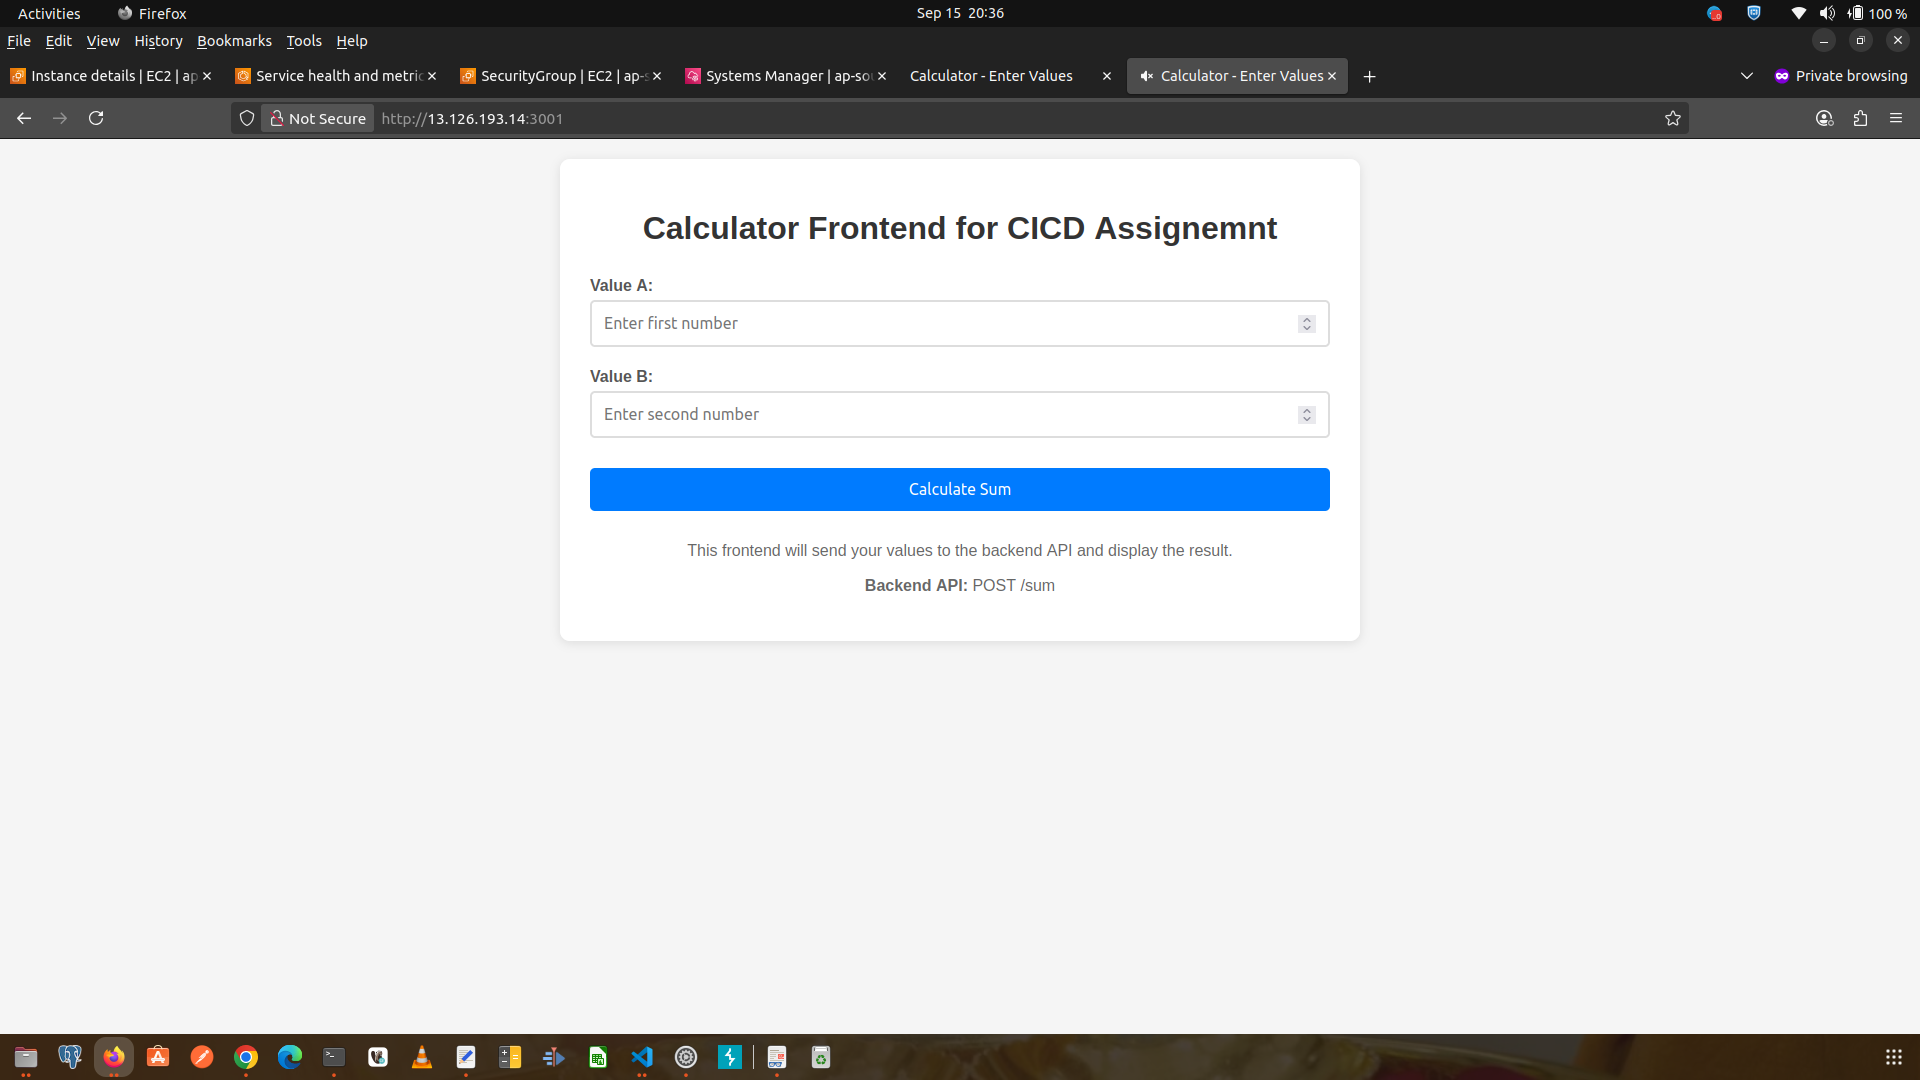 Activities Firefox Sep 15 20:36 100 %
File Edit View History Bookmarks Tools Help
Instance details | EC2 | ap Service health and metric SecurityGroup | EC2 | ap-s Systems Manager | ap-sou Calculator - Enter Values Calculator - Enter Values Private browsing
Not Secure http://13.126.193.14:3001
Calculator Frontend for CICD Assignemnt
Value A:
Enter first number
Value B:
Enter second number
Calculate Sum
This frontend will send your values to the backend API and display the result.
Backend API: POST /sum